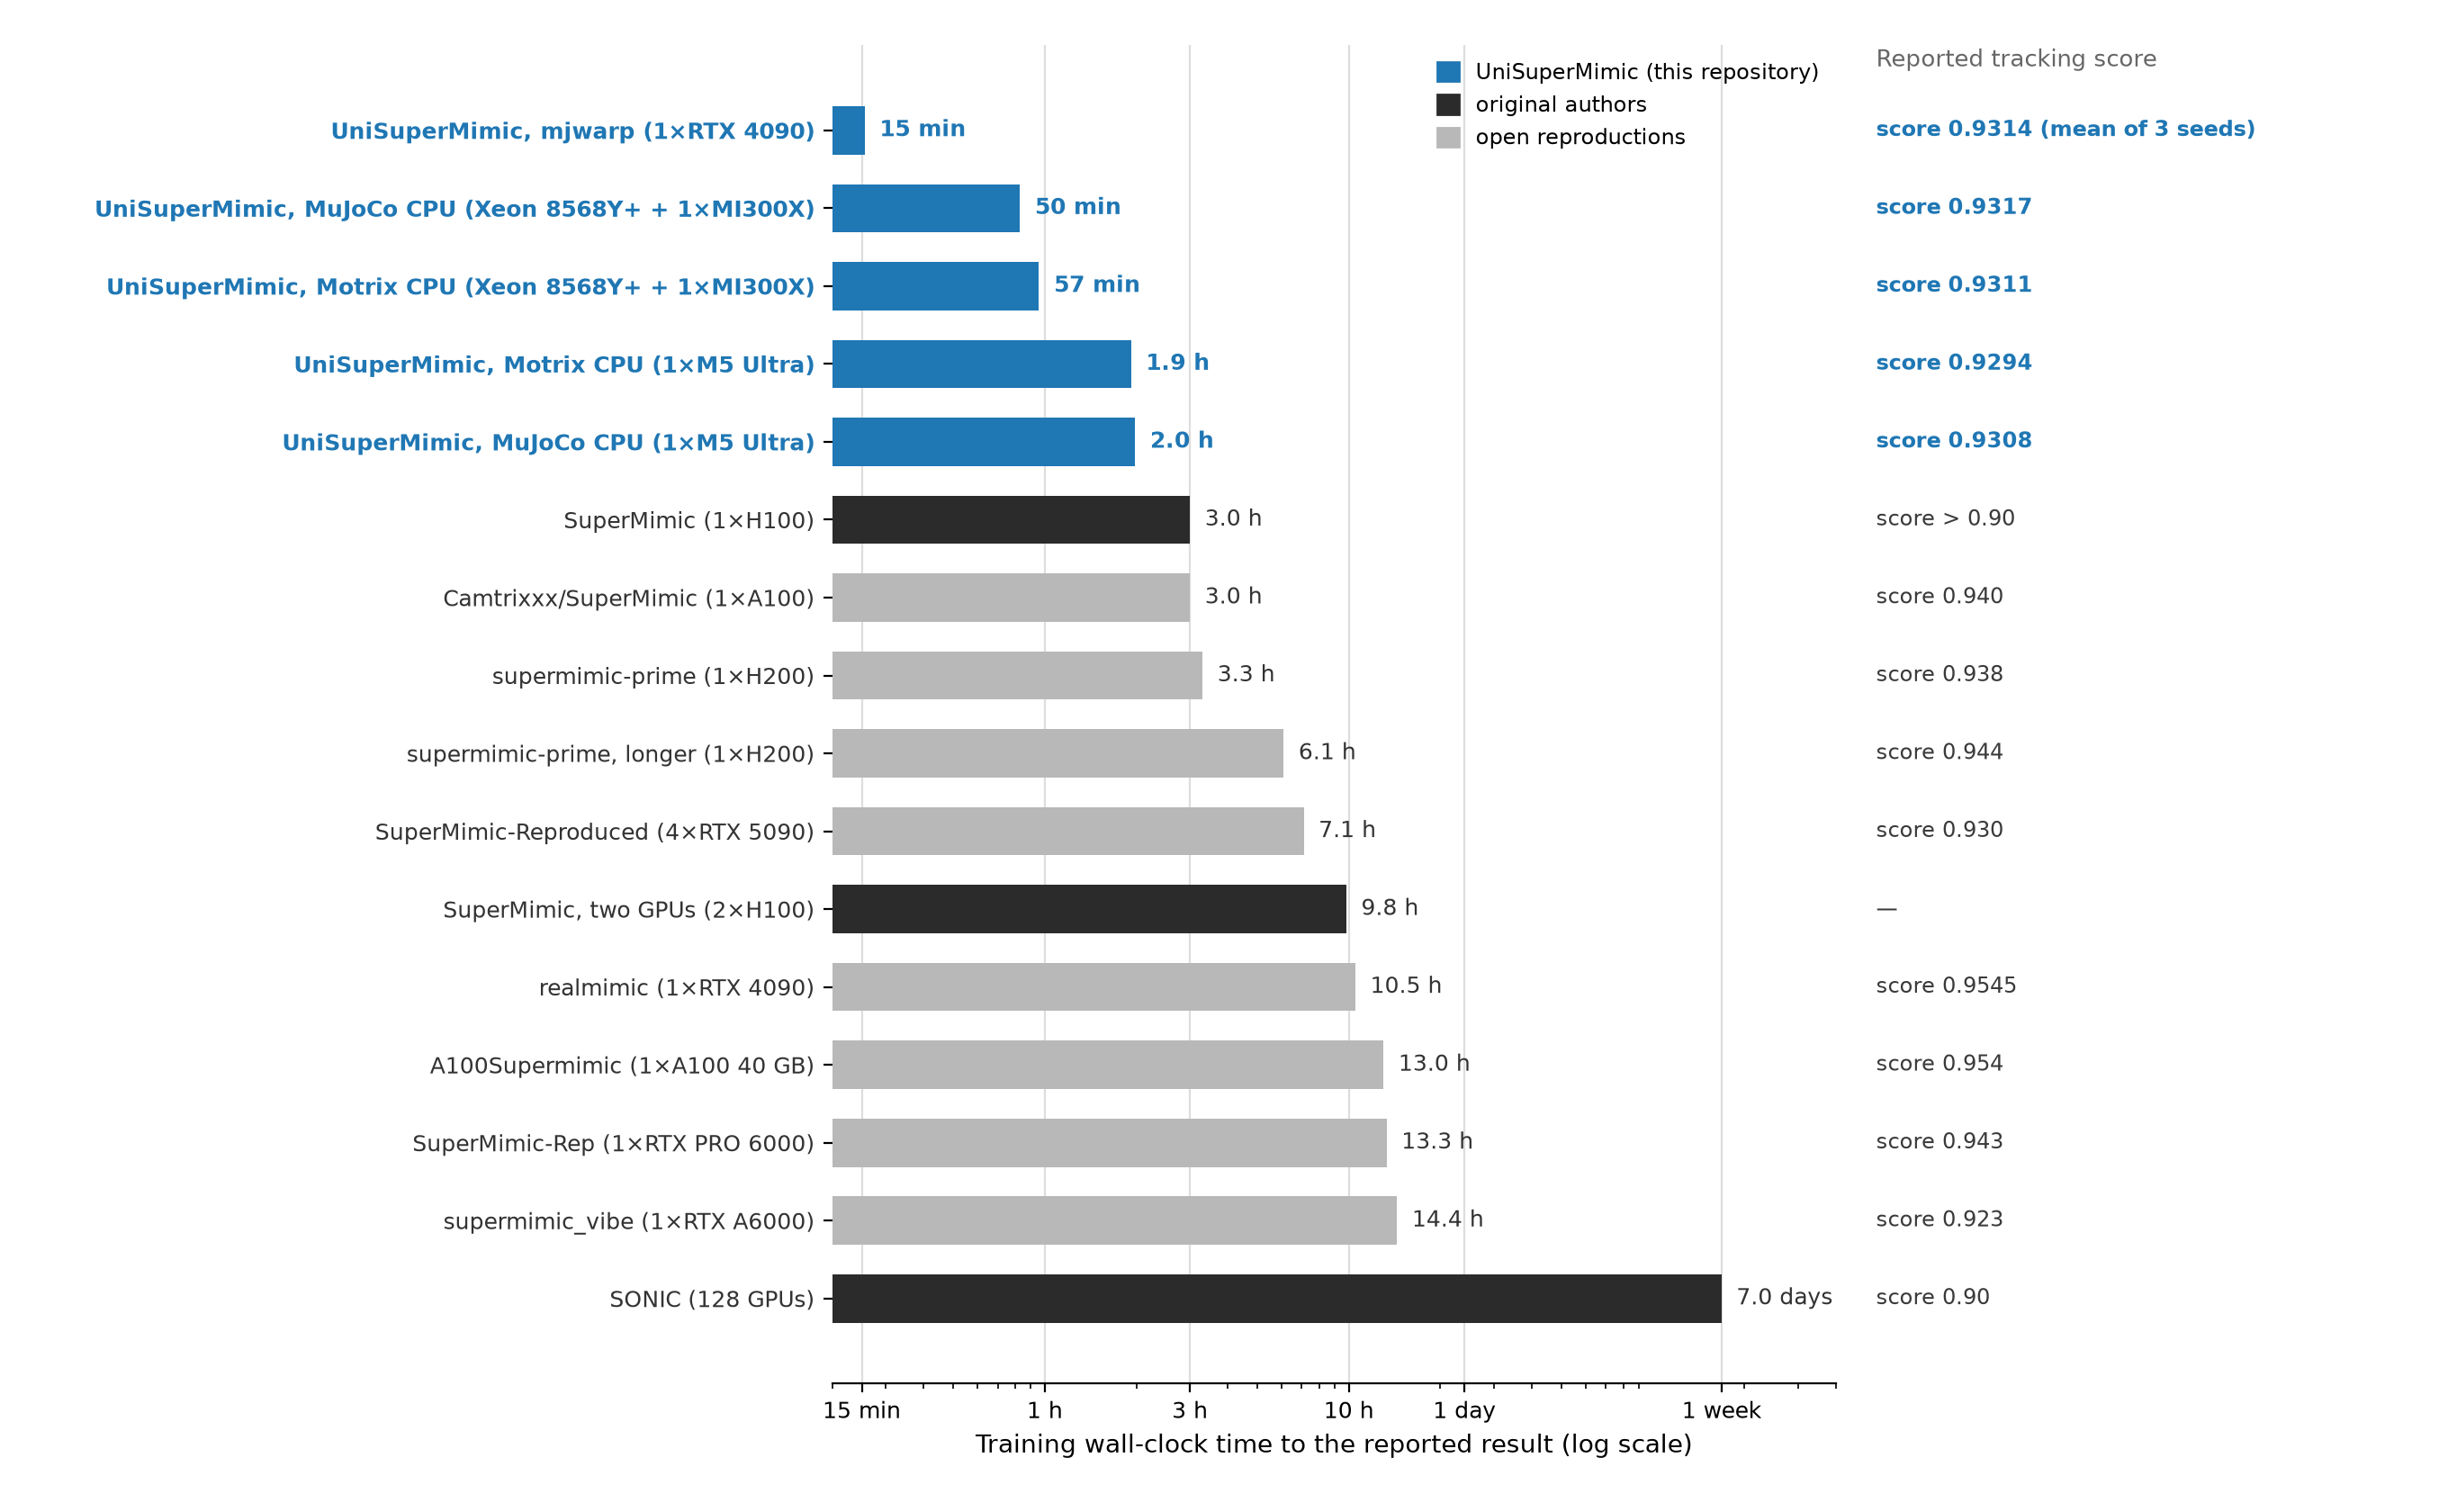 Reported tracking score
UniSuperMimic (this repository)
original authors
open reproductions
UniSuperMimic, mjwarp (1×RTX 4090) 15 min score 0.9314 (mean of 3 seeds)
UniSuperMimic, MuJoCo CPU (Xeon 8568Y+ + 1×MI300X) 50 min score 0.9317
UniSuperMimic, Motrix CPU (Xeon 8568Y+ + 1×MI300X) 57 min score 0.9311
UniSuperMimic, Motrix CPU (1×M5 Ultra) 1.9 h score 0.9294
UniSuperMimic, MuJoCo CPU (1×M5 Ultra) 2.0 h score 0.9308
SuperMimic (1×H100) 3.0 h score > 0.90
Camtrixxx/SuperMimic (1×A100) 3.0 h score 0.940
supermimic-prime (1×H200) 3.3 h score 0.938
supermimic-prime, longer (1×H200) 6.1 h score 0.944
SuperMimic-Reproduced (4×RTX 5090) 7.1 h score 0.930
SuperMimic, two GPUs (2×H100) 9.8 h —
realmimic (1×RTX 4090) 10.5 h score 0.9545
A100Supermimic (1×A100 40 GB) 13.0 h score 0.954
SuperMimic-Rep (1×RTX PRO 6000) 13.3 h score 0.943
supermimic_vibe (1×RTX A6000) 14.4 h score 0.923
SONIC (128 GPUs) 7.0 days score 0.90
15 min 1 h 3 h 10 h 1 day 1 week
Training wall-clock time to the reported result (log scale)